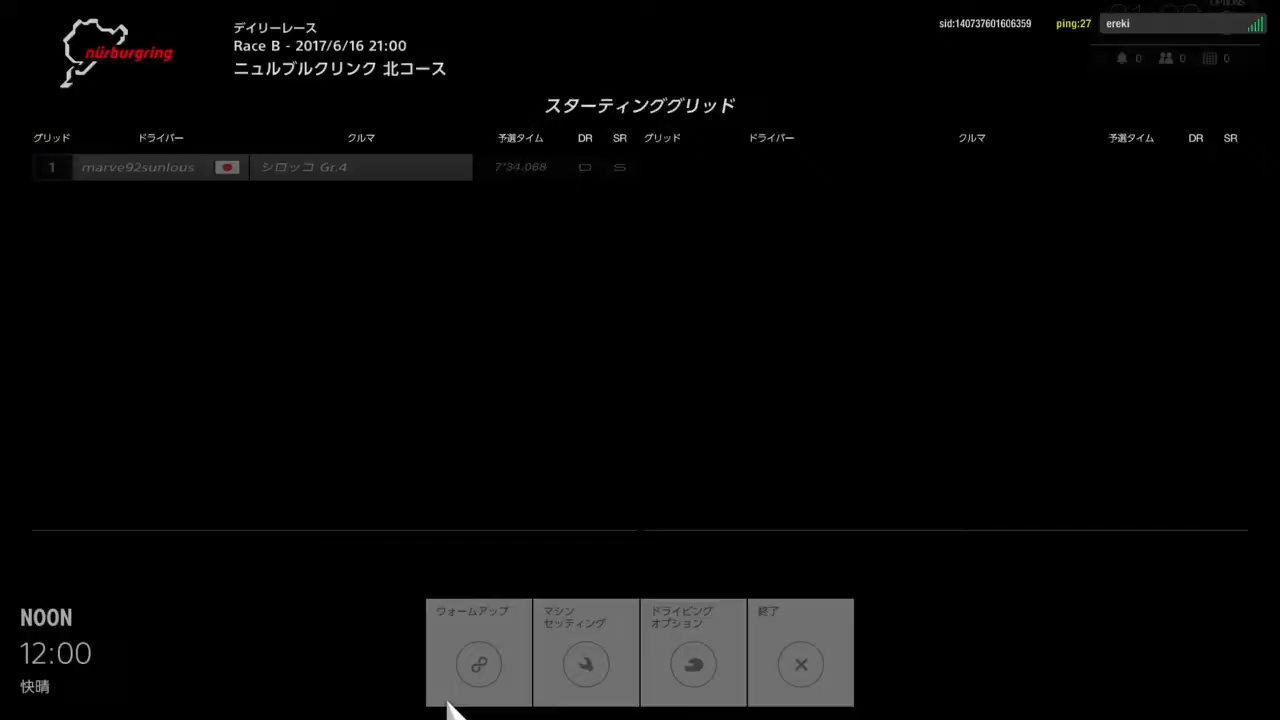 nürburgring
デイリーレース
Race B - 2017/6/16 21:00
ニュルブルクリンク 北コース
sid:140737601606359
ping:27
ereki
OPTIONS
0 0 0
スターティンググリッド
グリッド ドライバー クルマ 予選タイム DR SR グリッド ドライバー クルマ 予選タイム DR SR
1 marve92sunlous シロッコ Gr.4 7'34.068 D S
NOON
12:00
快晴
ウォームアップ
マシン
セッティング
ドライビング
オプション
終了